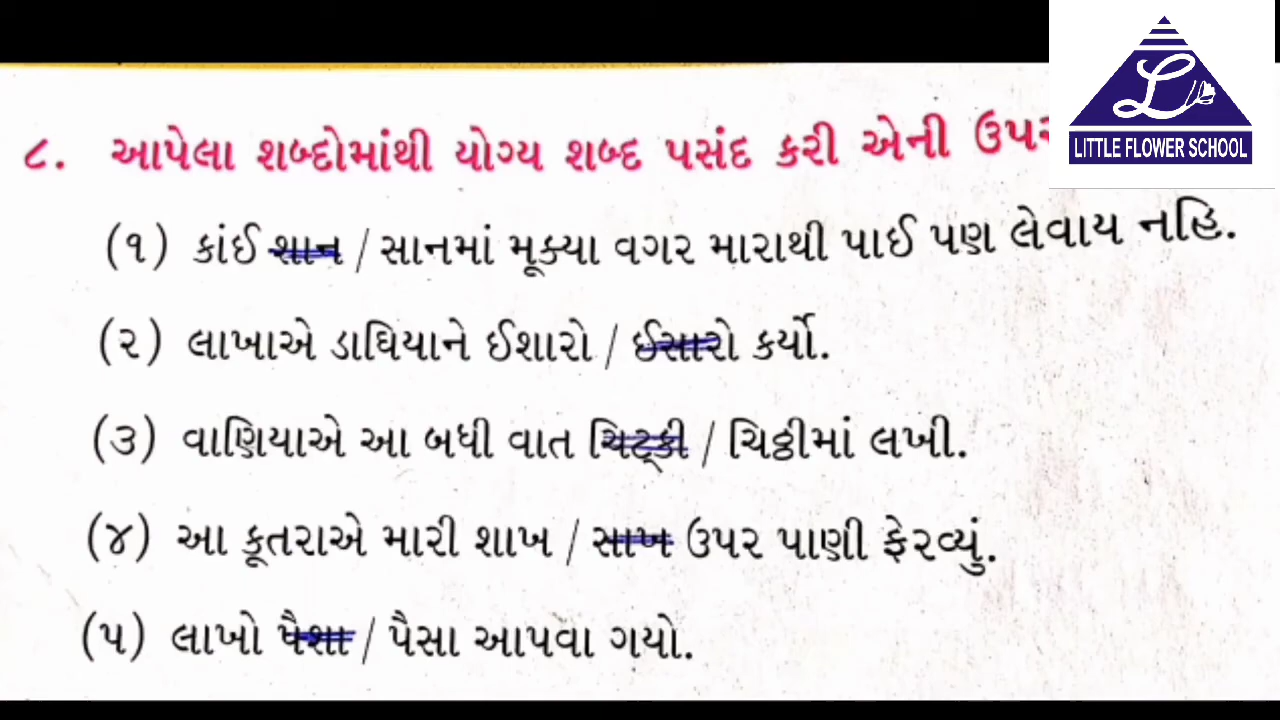 ૮. આપેલા શબ્દોમાંથી યોગ્ય શબ્દ પસંદ કરી એની ઉપર
LITTLE FLOWER SCHOOL
(૧) કાંઈ શાન / સાનમાં મૂક્યા વગર મારાથી પાઈ પણ લેવાય નહિ.
(૨) લાખાએ ડાઘિયાને ઈશારો / ઈસારો કર્યો.
(૩) વાણિયાએ આ બધી વાત ચિટ્કી / ચિઠ્ઠીમાં લખી.
(૪) આ કૂતરાએ મારી શાખ / સાખ ઉપર પાણી ફેરવ્યું.
(૫) લાખો પૈશા / પૈસા આપવા ગયો.